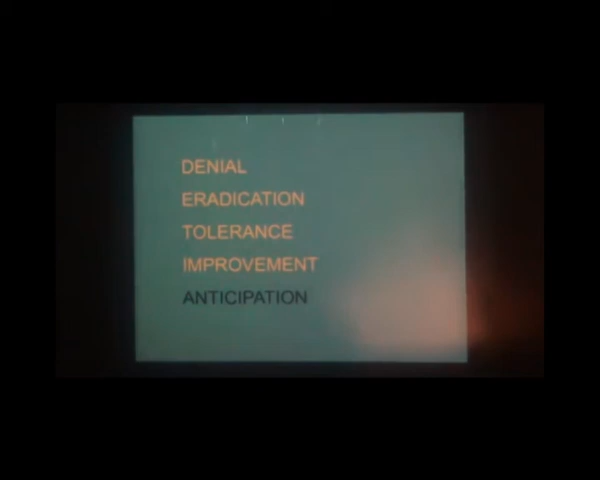 DENIAL
ERADICATION
TOLERANCE
IMPROVEMENT
ANTICIPATION